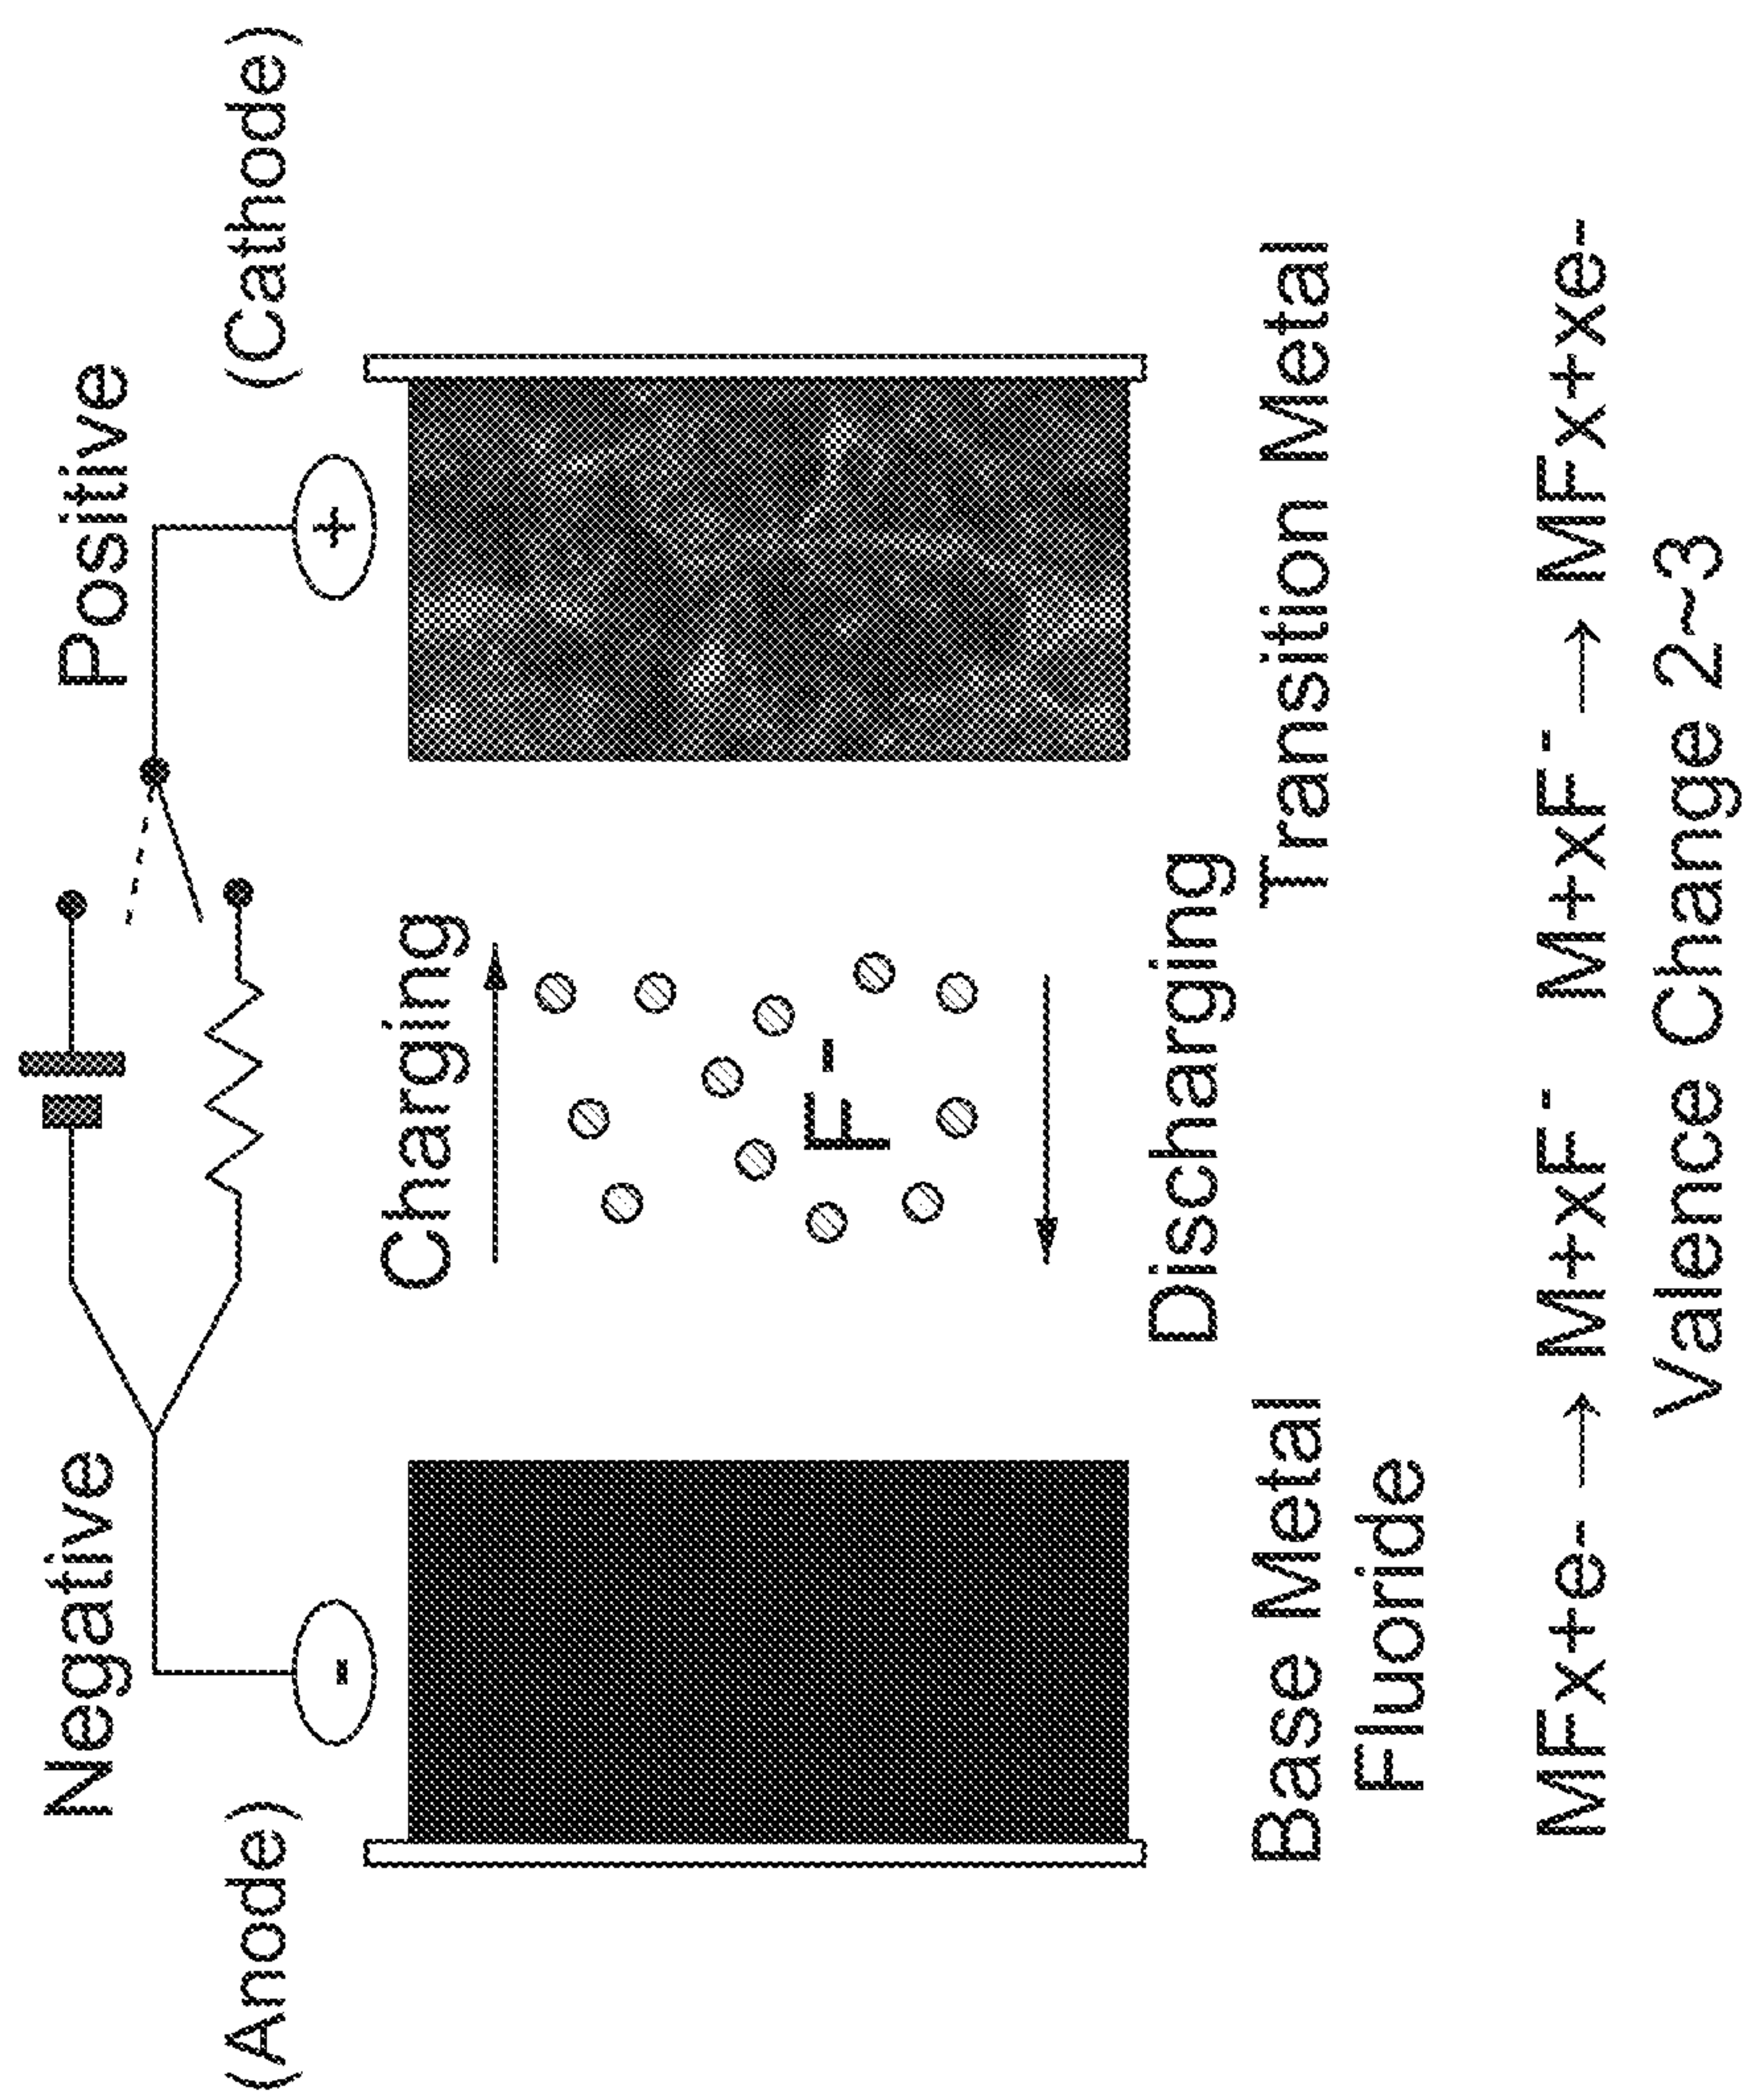 Negative
Positive
(Anode)
(Cathode)
-
+
Charging
F-
Discharging
Base Metal
Fluoride
Transition Metal
MFx+e- → M+xF-
M+xF- → MFx+xe-
Valence Change 2~3